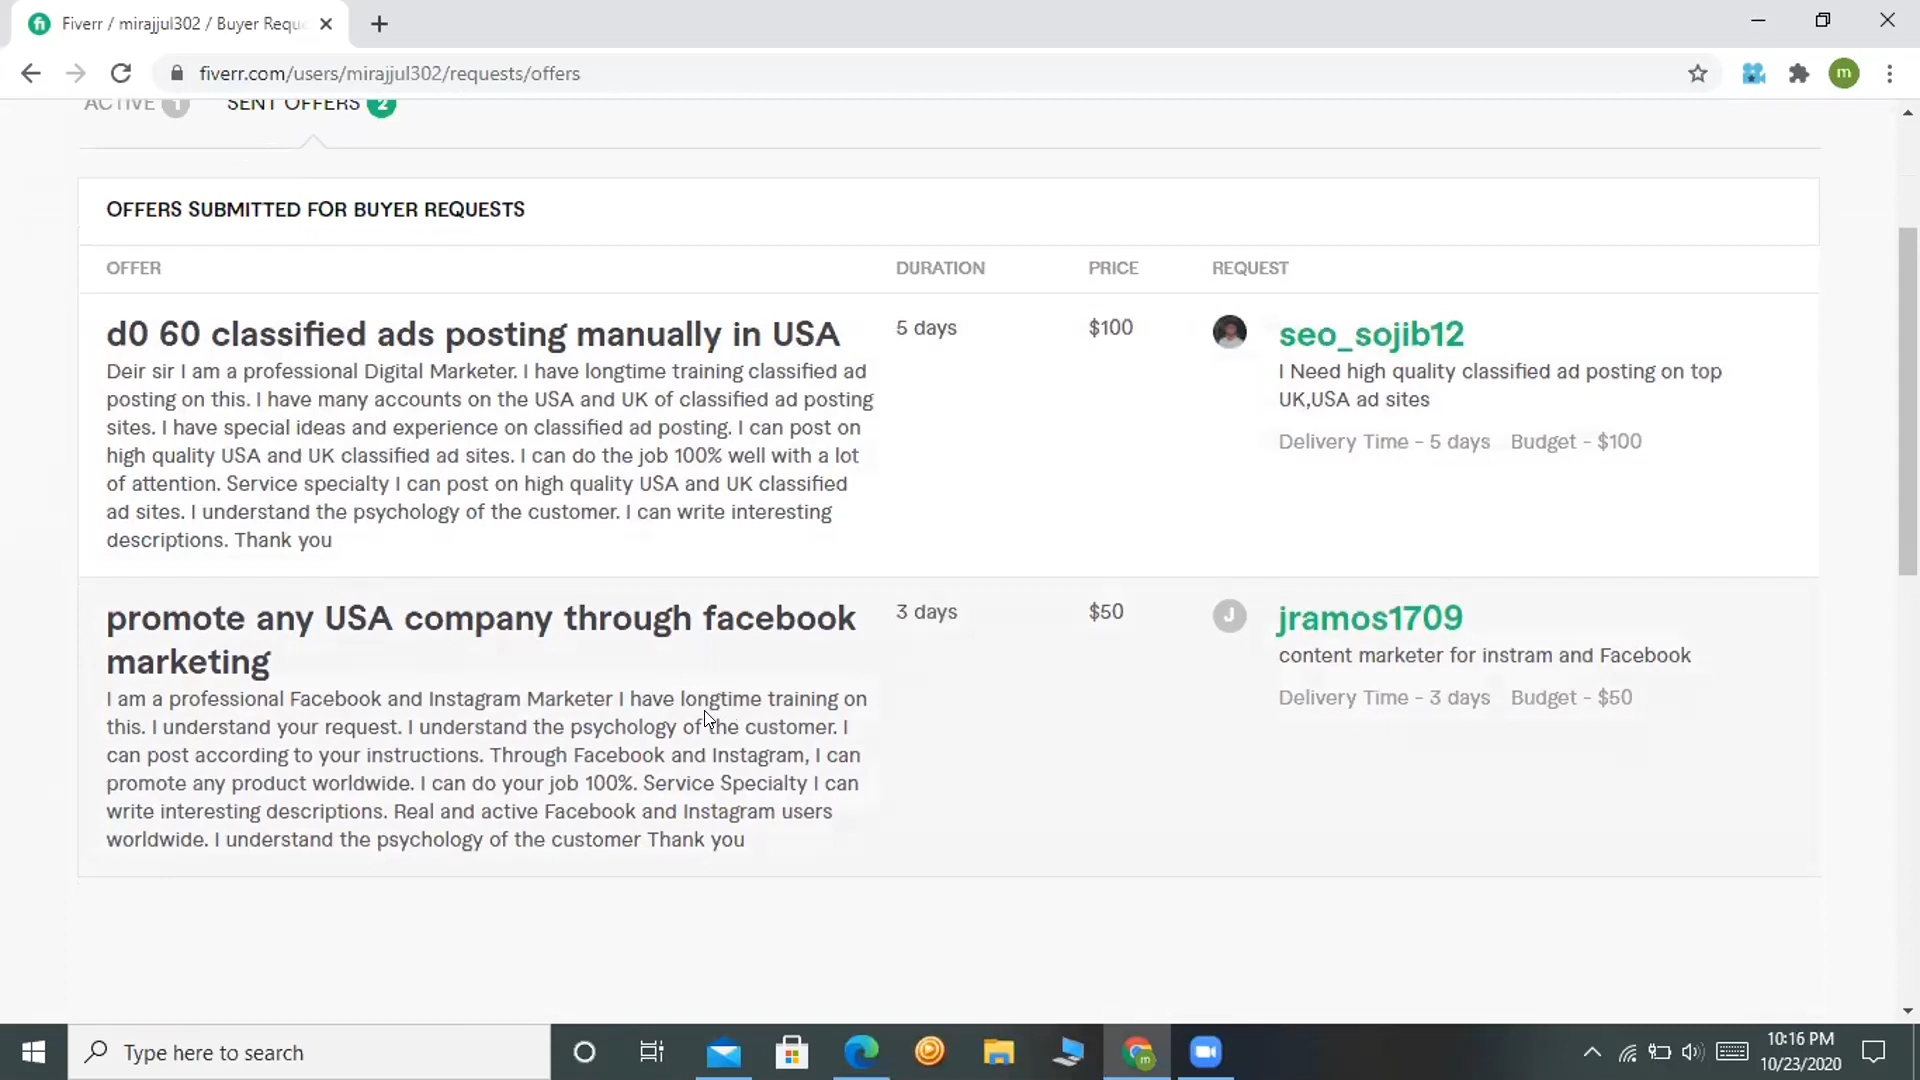 Fiverr / mirajjul302 / Buyer Reque
fiverr.com/users/mirajjul302/requests/offers
m
ACTIVE 1 SENT OFFERS 2
OFFERS SUBMITTED FOR BUYER REQUESTS
OFFER DURATION PRICE REQUEST
d0 60 classified ads posting manually in USA 5 days $100 seo_sojib12
Deir sir I am a professional Digital Marketer. I have longtime training classified ad I Need high quality classified ad posting on top
posting on this. I have many accounts on the USA and UK of classified ad posting UK,USA ad sites
sites. I have special ideas and experience on classified ad posting. I can post on Delivery Time - 5 days Budget - $100
high quality USA and UK classified ad sites. I can do the job 100% well with a lot
of attention. Service specialty I can post on high quality USA and UK classified
ad sites. I understand the psychology of the customer. I can write interesting
descriptions. Thank you
promote any USA company through facebook 3 days $50 J jramos1709
marketing content marketer for instram and Facebook
I am a professional Facebook and Instagram Marketer I have longtime training on Delivery Time - 3 days Budget - $50
this. I understand your request. I understand the psychology of the customer. I
can post according to your instructions. Through Facebook and Instagram, I can
promote any product worldwide. I can do your job 100%. Service Specialty I can
write interesting descriptions. Real and active Facebook and Instagram users
worldwide. I understand the psychology of the customer Thank you
Type here to search
10:16 PM
10/23/2020